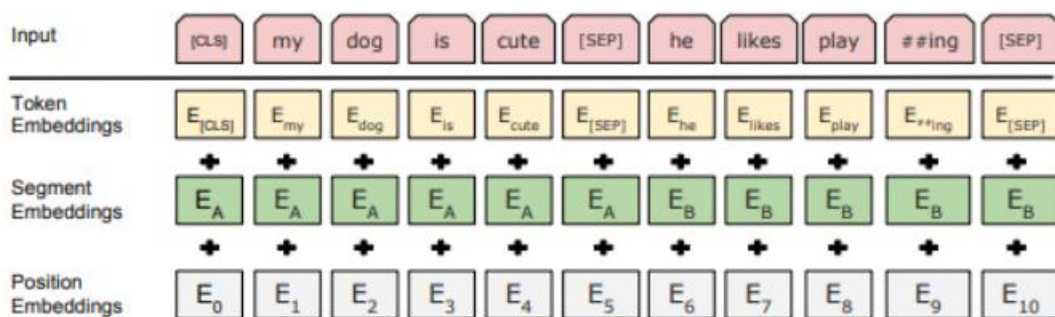 Input [CLS] my dog is cute [SEP] he likes play ##ing [SEP]
Token
Embeddings E[CLS] Emy Edog Eis Ecute E[SEP] Ehe Elikes Eplay E##ing E[SEP]
+ + + + + + + + + + +
Segment
Embeddings EA EA EA EA EA EA EB EB EB EB EB
+ + + + + + + + + + +
Position
Embeddings E0 E1 E2 E3 E4 E5 E6 E7 E8 E9 E10